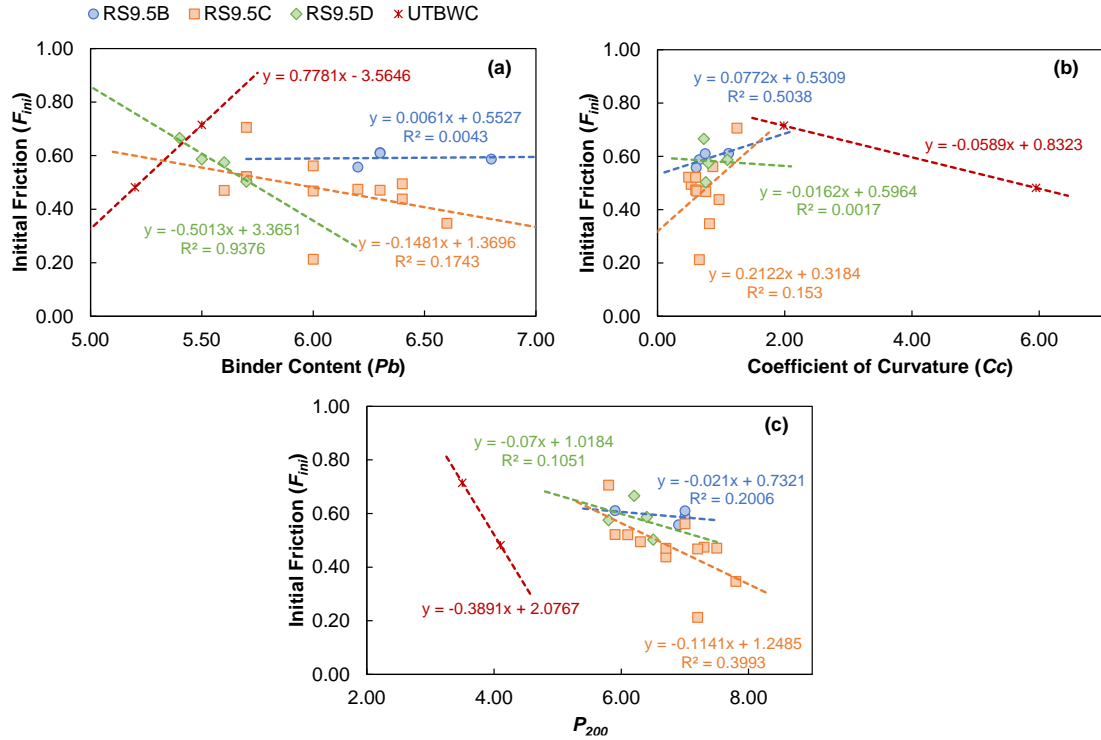 RS9.5B RS9.5C RS9.5D UTBWC
(a)
y = 0.7781x - 3.5646
y = 0.0061x + 0.5527
R² = 0.0043
y = -0.5013x + 3.3651
R² = 0.9376
y = -0.1481x + 1.3696
R² = 0.1743
Initital Friction (Fini)
1.00
0.80
0.60
0.40
0.20
0.00
5.00 5.50 6.00 6.50 7.00
Binder Content (Pb)
(b)
y = 0.0772x + 0.5309
R² = 0.5038
y = -0.0589x + 0.8323
y = -0.0162x + 0.5964
R² = 0.0017
y = 0.2122x + 0.3184
R² = 0.153
Initital Friction (Fini)
1.00
0.80
0.60
0.40
0.20
0.00
0.00 2.00 4.00 6.00
Coefficient of Curvature (Cc)
(c)
y = -0.07x + 1.0184
R² = 0.1051
y = -0.021x + 0.7321
R² = 0.2006
y = -0.3891x + 2.0767
y = -0.1141x + 1.2485
R² = 0.3993
Initial Friction (Fini)
1.00
0.80
0.60
0.40
0.20
0.00
2.00 4.00 6.00 8.00
P200